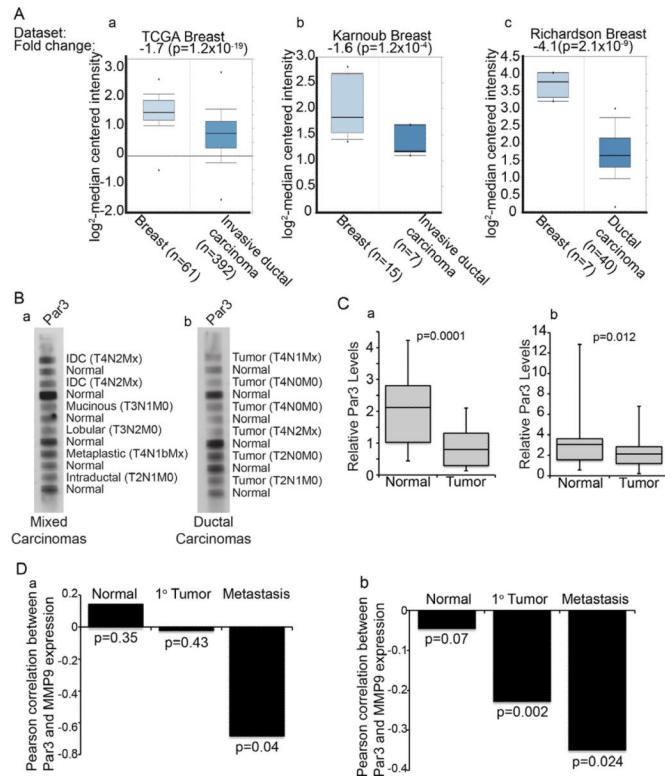 A
Dataset:
Fold change:
a
TCGA Breast
-1.7 (p=1.2x10-19)
log2-median centered intensity
3.0
2.0
1.0
0
-1.0
-2.0
Breast (n=61)
Invasive ductal
carcinoma
(n=392)
b
Karnoub Breast
-1.6 (p=1.2x10-4)
log2-median centered intensity
3.0
2.5
2.0
1.5
1.0
0.5
0
Breast (n=15)
Invasive ductal
carcinoma
(n=7)
c
Richardson Breast
-4.1(p=2.1x10-9)
log2-median centered intensity
4.5
4.0
3.5
3.0
2.5
2.0
1.5
1.0
0.5
0
Breast (n=7)
Ductal
carcinoma
(n=40)
B
a
Par3
IDC (T4N2Mx)
Normal
IDC (T4N2Mx)
Normal
Mucinous (T3N1M0)
Normal
Lobular (T3N2M0)
Normal
Metaplastic (T4N1bMx)
Normal
Intraductal (T2N1M0)
Normal
Mixed
Carcinomas
b
Par3
Tumor (T4N1Mx)
Normal
Tumor (T4N0M0)
Normal
Tumor (T4N0M0)
Normal
Tumor (T4N2Mx)
Normal
Tumor (T2N0M0)
Normal
Tumor (T2N1M0)
Normal
Ductal
Carcinomas
C
a
p=0.0001
Relative Par3 Levels
5
4
3
2
1
0
Normal
Tumor
b
p=0.012
Relative Par3 Levels
14
12
10
8
6
4
2
Normal
Tumor
D
a
Normal
1° Tumor
Metastasis
Pearson correlation between
Par3 and MMP9 expression
0.2
0
-0.2
-0.4
-0.6
-0.8
p=0.35
p=0.43
p=0.04
b
Normal
1° Tumor
Metastasis
Pearson correlation between
Par3 and MMP9 expression
0
-0.1
-0.2
-0.3
-0.4
p=0.07
p=0.002
p=0.024